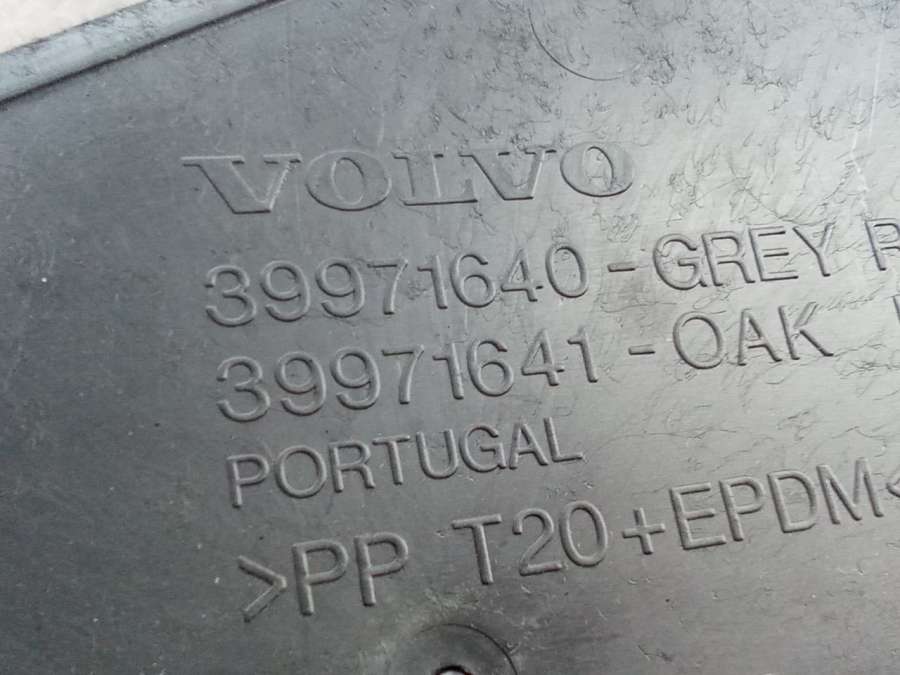 VOLVO
39971640-GREY R
39971641-OAK
PORTUGAL
>PP T20+EPDM<